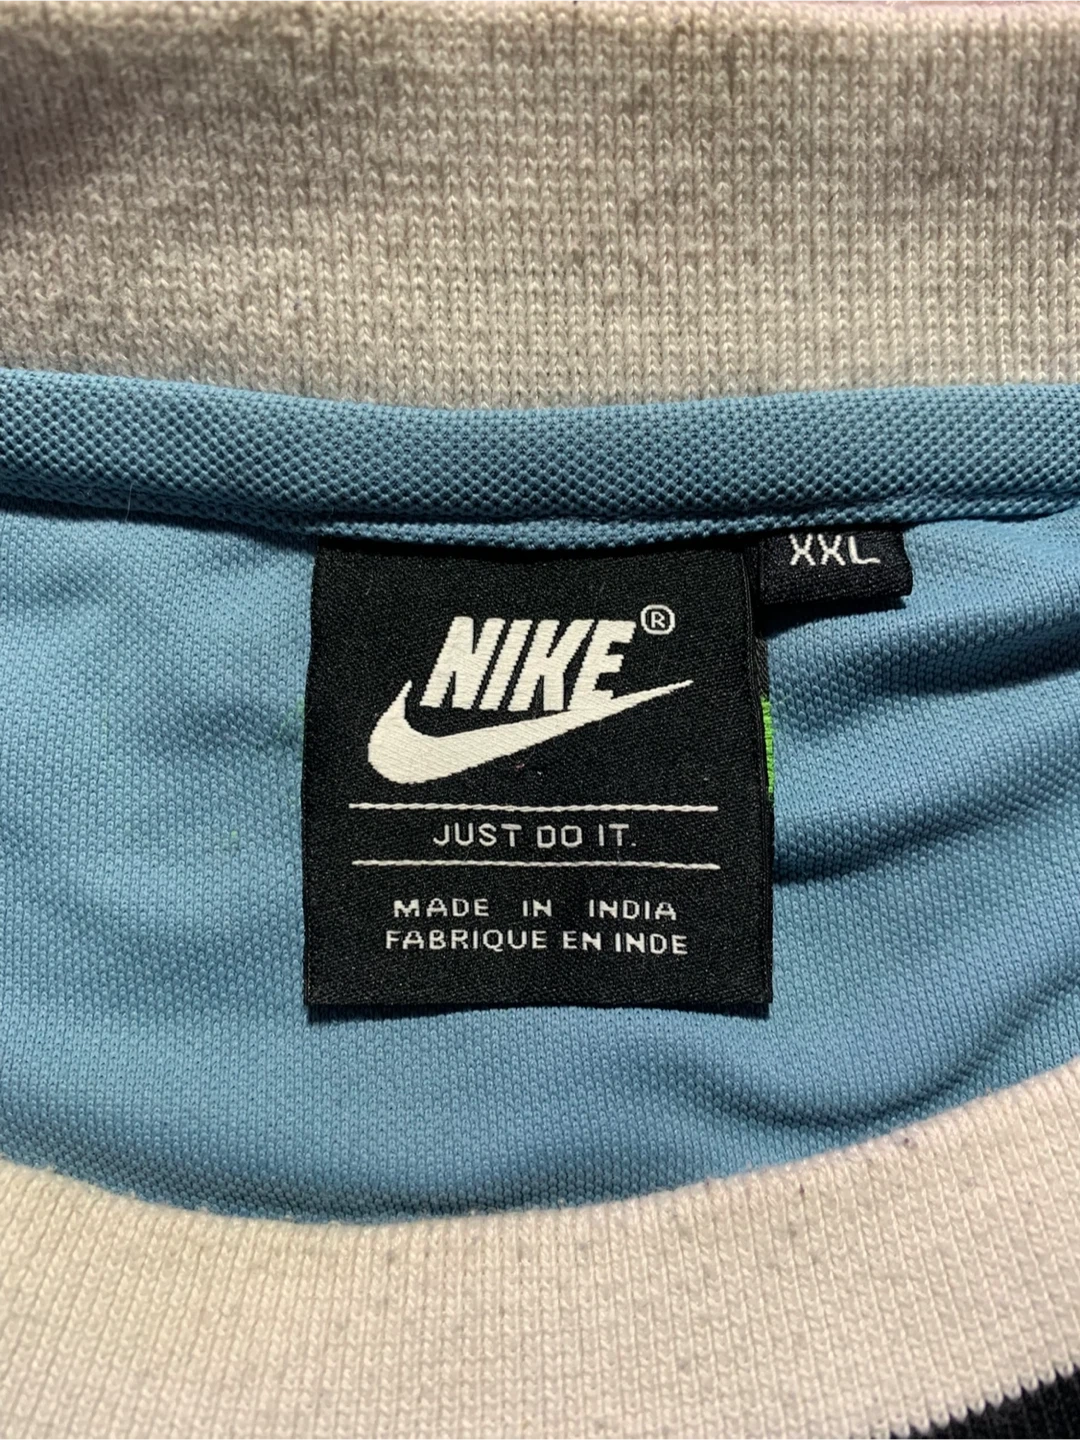 XXL
NIKE®
JUST DO IT.
MADE IN INDIA
FABRIQUE EN INDE